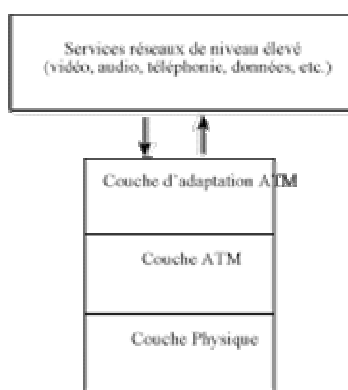 Services réseaux de niveau élevé
(vidéo, audio, téléphonie, données, etc.)
Couche d'adaptation ATM
Couche ATM
Couche Physique